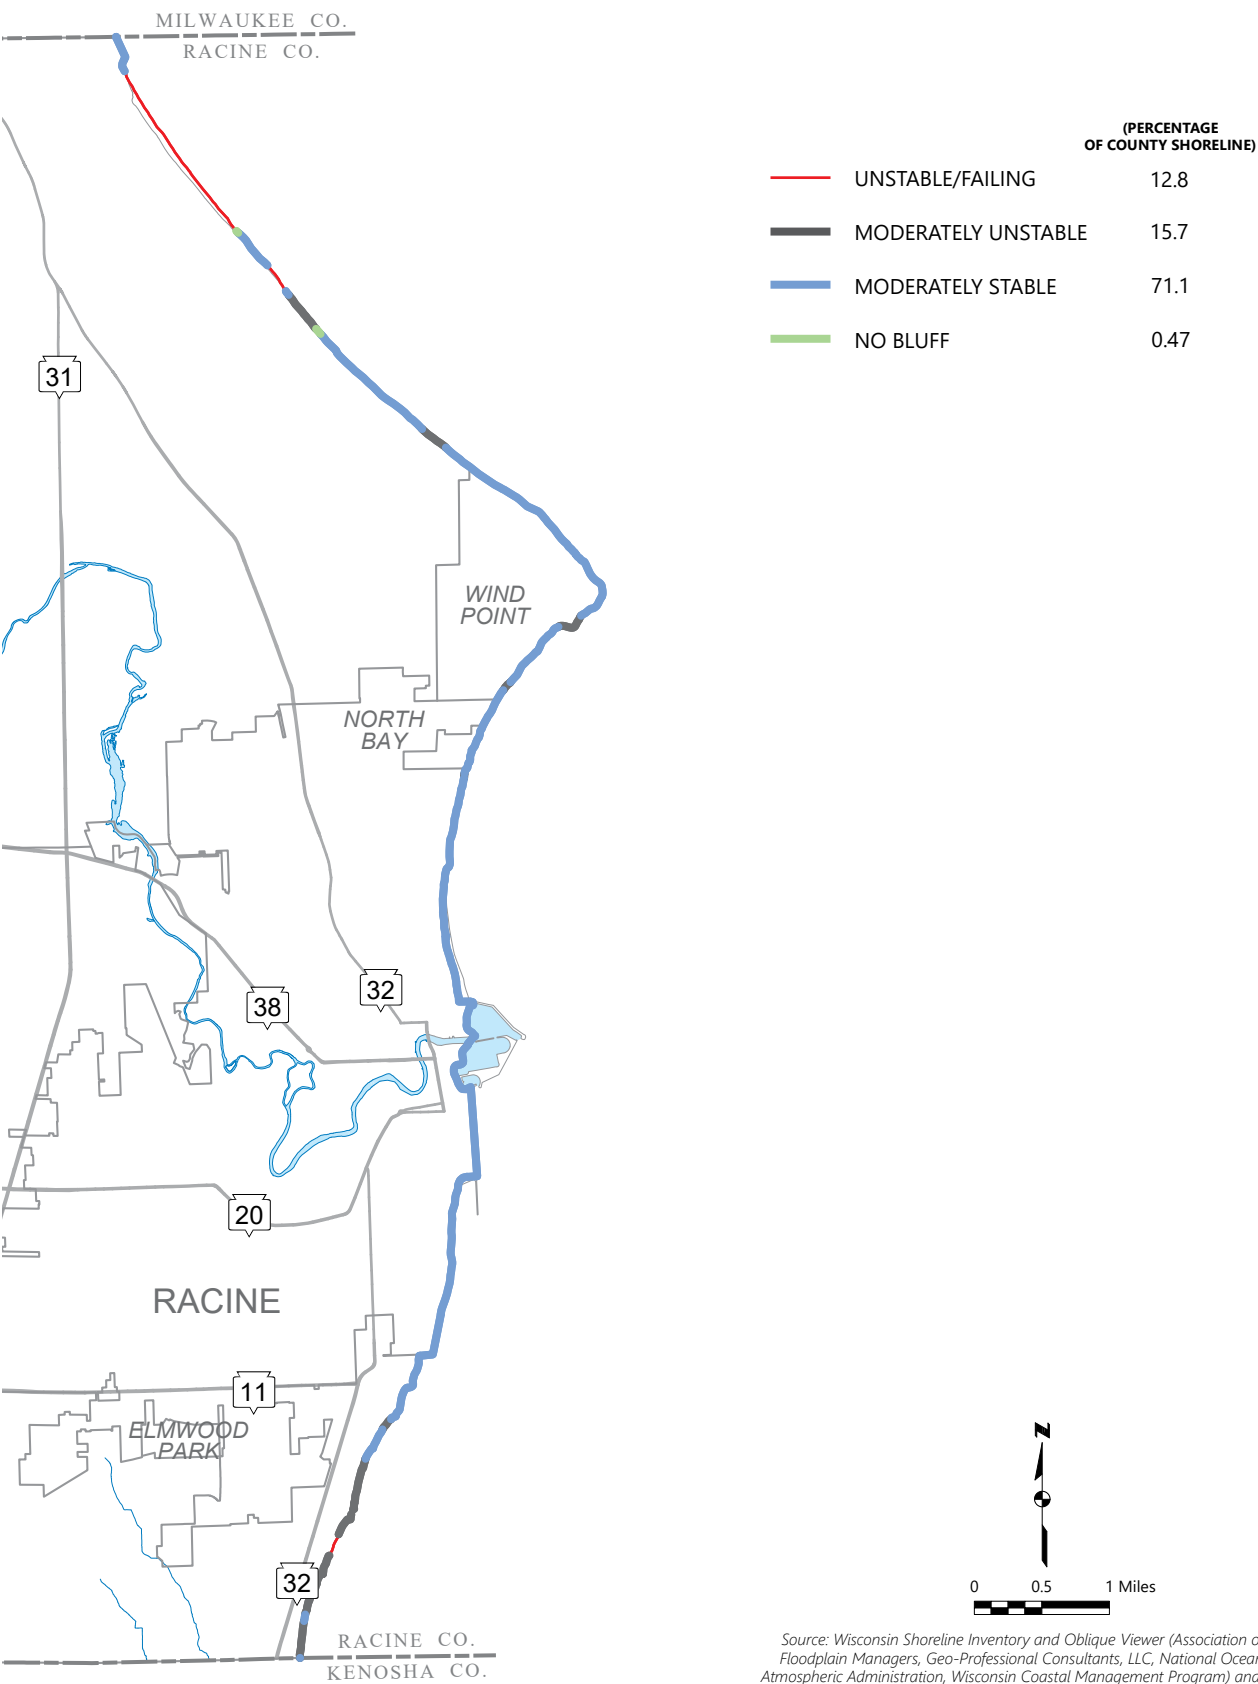 MILWAUKEE CO.
RACINE CO.
(PERCENTAGE
OF COUNTY SHORELINE)
UNSTABLE/FAILING 12.8
MODERATELY UNSTABLE 15.7
MODERATELY STABLE 71.1
NO BLUFF 0.47
31
WIND
POINT
NORTH
BAY
32
38
20
RACINE
11
ELMWOOD
PARK
N
32
0 0.5 1 Miles
RACINE CO.
KENOSHA CO.
Source: Wisconsin Shoreline Inventory and Oblique Viewer (Association o
Floodplain Managers, Geo-Professional Consultants, LLC, National Ocean
Atmospheric Administration, Wisconsin Coastal Management Program) and